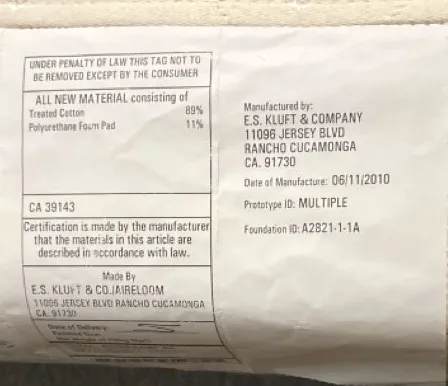 UNDER PENALTY OF LAW THIS TAG NOT TO
BE REMOVED EXCEPT BY THE CONSUMER
ALL NEW MATERIAL consisting of
Treated Cotton 89%
Polyurethane Foam Pad 11%
CA 39143
Certification is made by the manufacturer
that the materials in this article are
described in accordance with law.
Made By
E.S. KLUFT & CO./AIRELOOM
11096 JERSEY BLVD RANCHO CUCAMONGA
CA. 91730
Date of Delivery
Manufactured by:
E.S. KLUFT & COMPANY
11096 JERSEY BLVD
RANCHO CUCAMONGA
CA. 91730
Date of Manufacture: 06/11/2010
Prototype ID: MULTIPLE
Foundation ID: A2821-1-1A